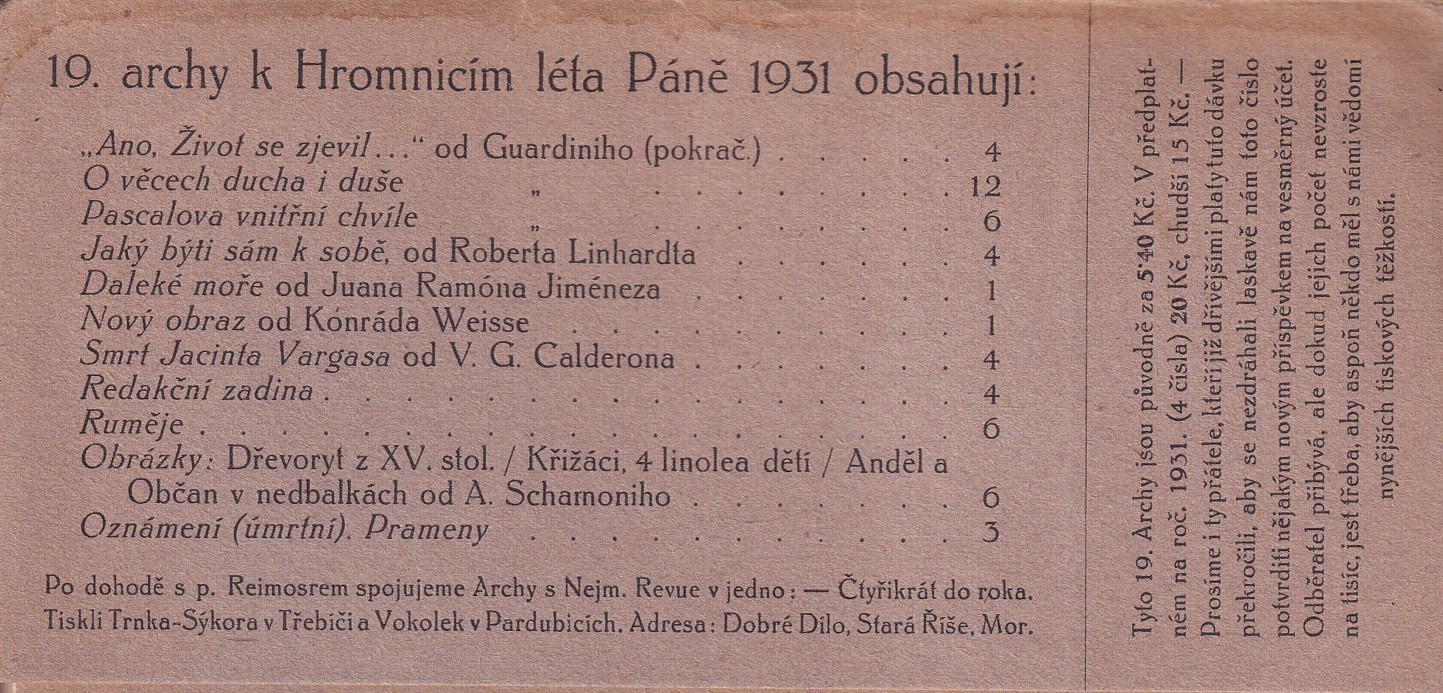 19. archy k Hromnicím léta Páně 1931 obsahují:
„Ano, Život se zjevil...“ od Guardiniho (pokrač.) . . . . . 4
O věcech ducha i duše „ . . . . . . . . 12
Pascalova vnitřní chvíle „ . . . . . . . . 6
Jaký býti sám k sobě, od Roberta Linhardta . . . . . . 4
Daleké moře od Juana Ramóna Jiméneza . . . . . . . 1
Nový obraz od Konráda Weisse . . . . . . . . . . 1
Smrt Jacinta Vargasa od V. G. Calderona . . . . . . . 4
Redakční zadina . . . . . . . . . . . . . . . . 4
Ruměje . . . . . . . . . . . . . . . . . . . 6
Obrázky: Dřevoryt z XV. stol. / Křižáci, 4 linolea dětí / Anděl a
Občan v nedbalkách od A. Scharnoniho . . . . . . . 6
Oznámení (úmrtní). Prameny . . . . . . . . . . . 3
Po dohodě s p. Reimosrem spojujeme Archy s Nejm. Revue v jedno: — Čtyřikrát do roka.
Tiskli Trnka-Sýkora v Třebíči a Vokolek v Pardubicích. Adresa: Dobré Dílo, Stará Říše, Mor.
Tyto 19. Archy jsou původně za 5·40 Kč. V předplat-
ném na roč. 1931. (4 čísla) 20 Kč, chudší 15 Kč. —
Prosíme i ty přátele, kteří již dřívějšími platy tuto dávku
překročili, aby se nezdráhali laskavě nám toto číslo
potvrditi nějakým novým příspěvkem na vesměrný účet.
Odběratel přibývá, ale dokud jejich počet nevzroste
na tisíc, jest třeba, aby aspoň někdo měl s námi vědomí
nynějších tiskových těžkostí.